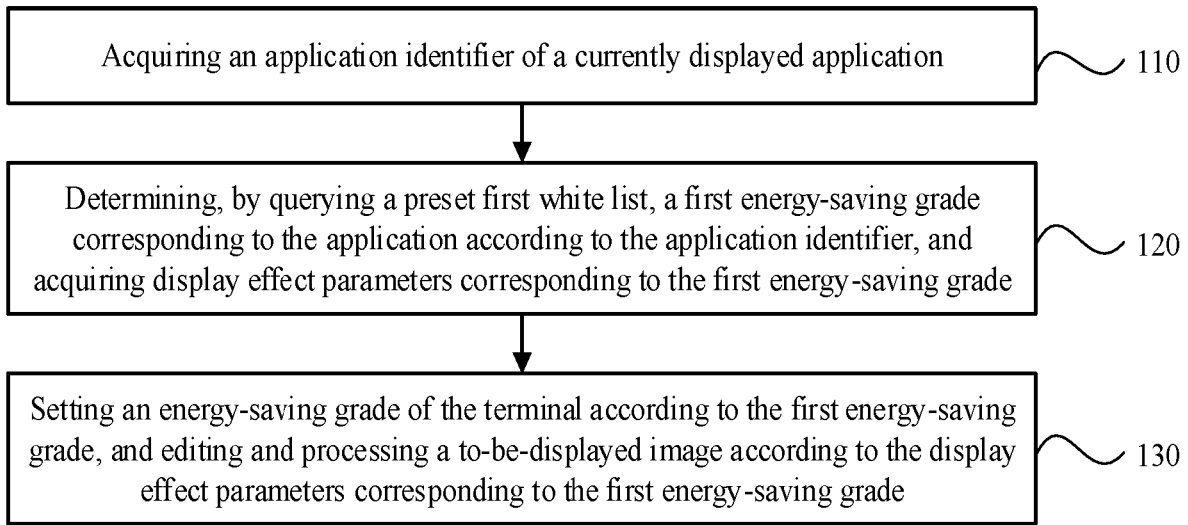 Acquiring an application identifier of a currently displayed application
110
Determining, by querying a preset first white list, a first energy-saving grade
corresponding to the application according to the application identifier, and
acquiring display effect parameters corresponding to the first energy-saving grade
120
Setting an energy-saving grade of the terminal according to the first energy-saving
grade, and editing and processing a to-be-displayed image according to the display
effect parameters corresponding to the first energy-saving grade
130